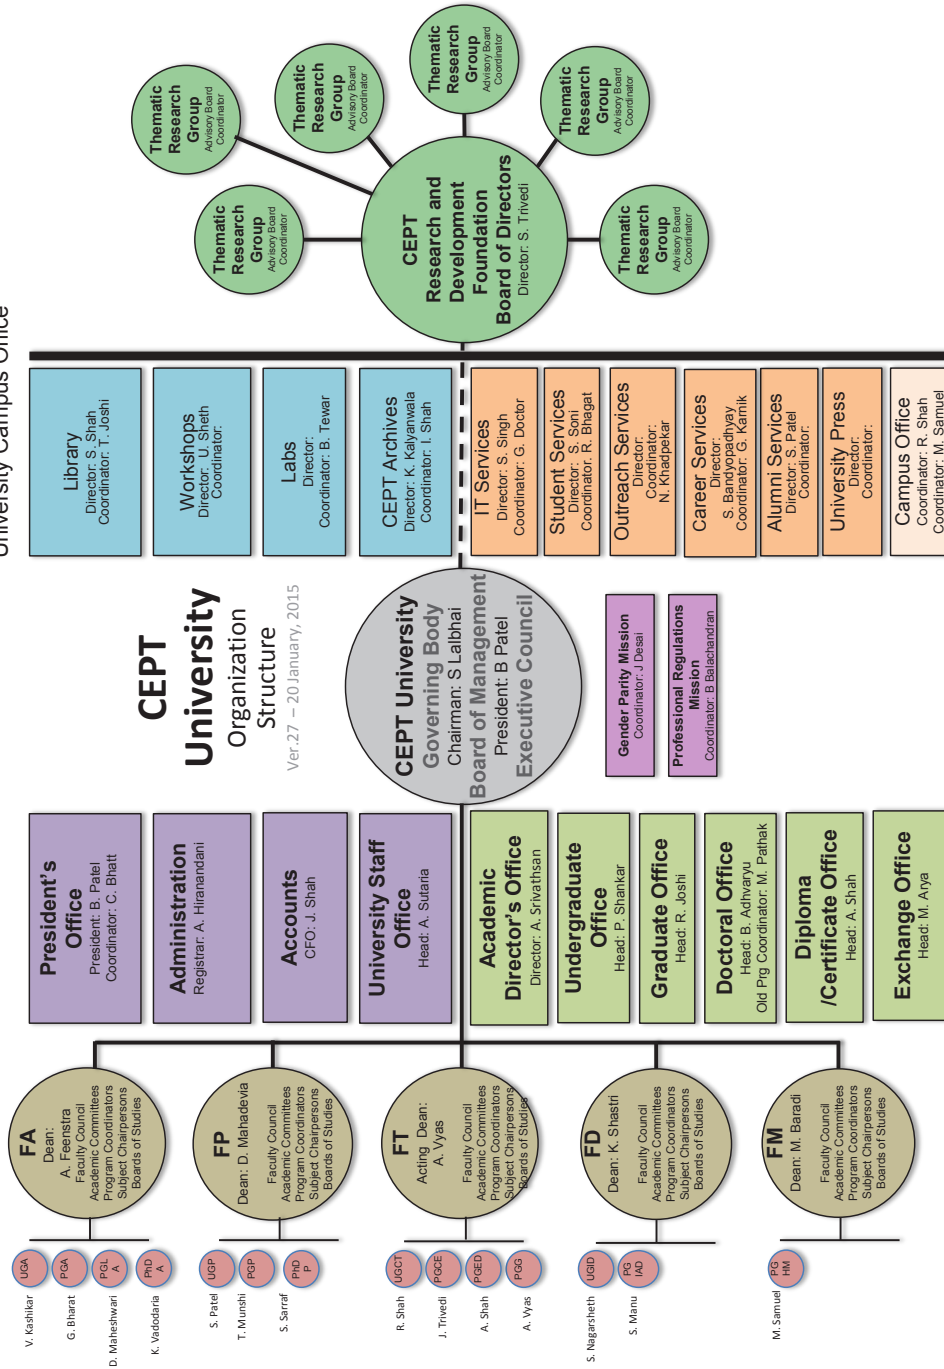 University Campus Office
CEPT
University
Organization
Structure
Ver.27 – 20 January, 2015
FA
Dean:
A. Feenstra
Faculty Council
Academic Committees
Program Coordinators
Subject Chairpersons
Boards of Studies
UGA
V. Kashikar
PGA
G. Bharat
PGL
A
D. Maheshwari
PhD
A
K. Vadodaria
FP
Dean: D. Mahadevia
Faculty Council
Academic Committees
Program Coordinators
Subject Chairpersons
Boards of Studies
UGP
S. Patel
PGP
T. Munshi
PhD
P
S. Sarraf
FT
Acting Dean:
A. Vyas
Faculty Council
Academic Committees
Program Coordinators
Subject Chairpersons
Boards of Studies
UGCT
R. Shah
PGCE
J. Trivedi
PGED
A. Shah
PGG
A. Vyas
FD
Dean: K. Shastri
Faculty Council
Academic Committees
Program Coordinators
Subject Chairpersons
Boards of Studies
UGID
S. Nagarsheth
PG
IAD
S. Manu
FM
Dean: M. Baradi
Faculty Council
Academic Committees
Program Coordinators
Subject Chairpersons
Boards of Studies
PG
HM
M. Samuel
President's
Office
President: B. Patel
Coordinator: C. Bhatt
Administration
Registrar: A. Hiranandani
Accounts
CFO: J. Shah
University Staff
Office
Head: A. Sutaria
Academic
Director's Office
Director: A. Srivathsan
Undergraduate
Office
Head: P. Shankar
Graduate Office
Head: R. Joshi
Doctoral Office
Head: B. Adhvaryu
Old Prg Coordinator: M. Pathak
Diploma
/Certificate Office
Head: A. Shah
Exchange Office
Head: M. Arya
CEPT University
Governing Body
Chairman: S Lalbhai
Board of Management
President: B Patel
Executive Council
Gender Parity Mission
Coordinator: J Desai
Professional Regulations
Mission
Coordinator: B Balachandran
Library
Director: S. Shah
Coordinator: T. Joshi
Workshops
Director: U. Sheth
Coordinator:
Labs
Director:
Coordinator: B. Tewar
CEPT Archives
Director: K. Kalyanwala
Coordinator: I. Shah
IT Services
Director: S. Singh
Coordinator: G. Doctor
Student Services
Director: S. Soni
Coordinator: R. Bhagat
Outreach Services
Director:
Coordinator:
N. Khadpekar
Career Services
Director:
S. Bandyopadhyay
Coordinator: G. Karnik
Alumni Services
Director: S. Patel
Coordinator:
University Press
Director:
Coordinator:
Campus Office
Coordinator: R. Shah
Coordinator: M. Samuel
CEPT
Research and
Development
Foundation
Board of Directors
Director: S. Trivedi
Thematic
Research
Group
Advisory Board
Coordinator
Thematic
Research
Group
Advisory Board
Coordinator
Thematic
Research
Group
Advisory Board
Coordinator
Thematic
Research
Group
Advisory Board
Coordinator
Thematic
Research
Group
Advisory Board
Coordinator
Thematic
Research
Group
Advisory Board
Coordinator